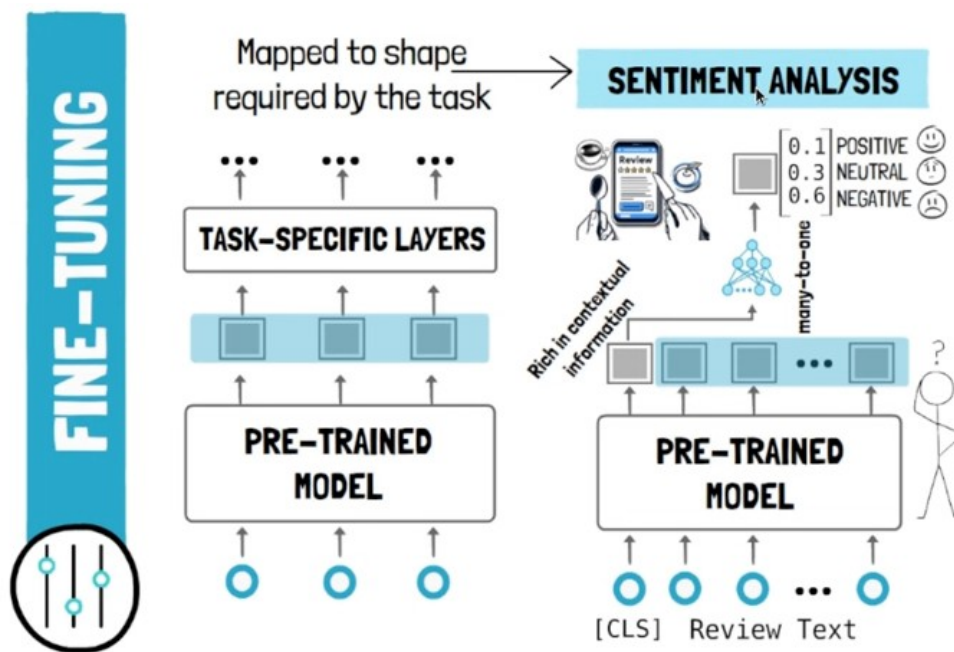 FINE-TUNING
Mapped to shape
required by the task
... ... ...
TASK-SPECIFIC LAYERS
PRE-TRAINED
MODEL
SENTIMENT ANALYSIS
Review
0.1 POSITIVE
0.3 NEUTRAL
0.6 NEGATIVE
many-to-one
Rich in contextual
information
...
?
PRE-TRAINED
MODEL
...
[CLS] Review Text